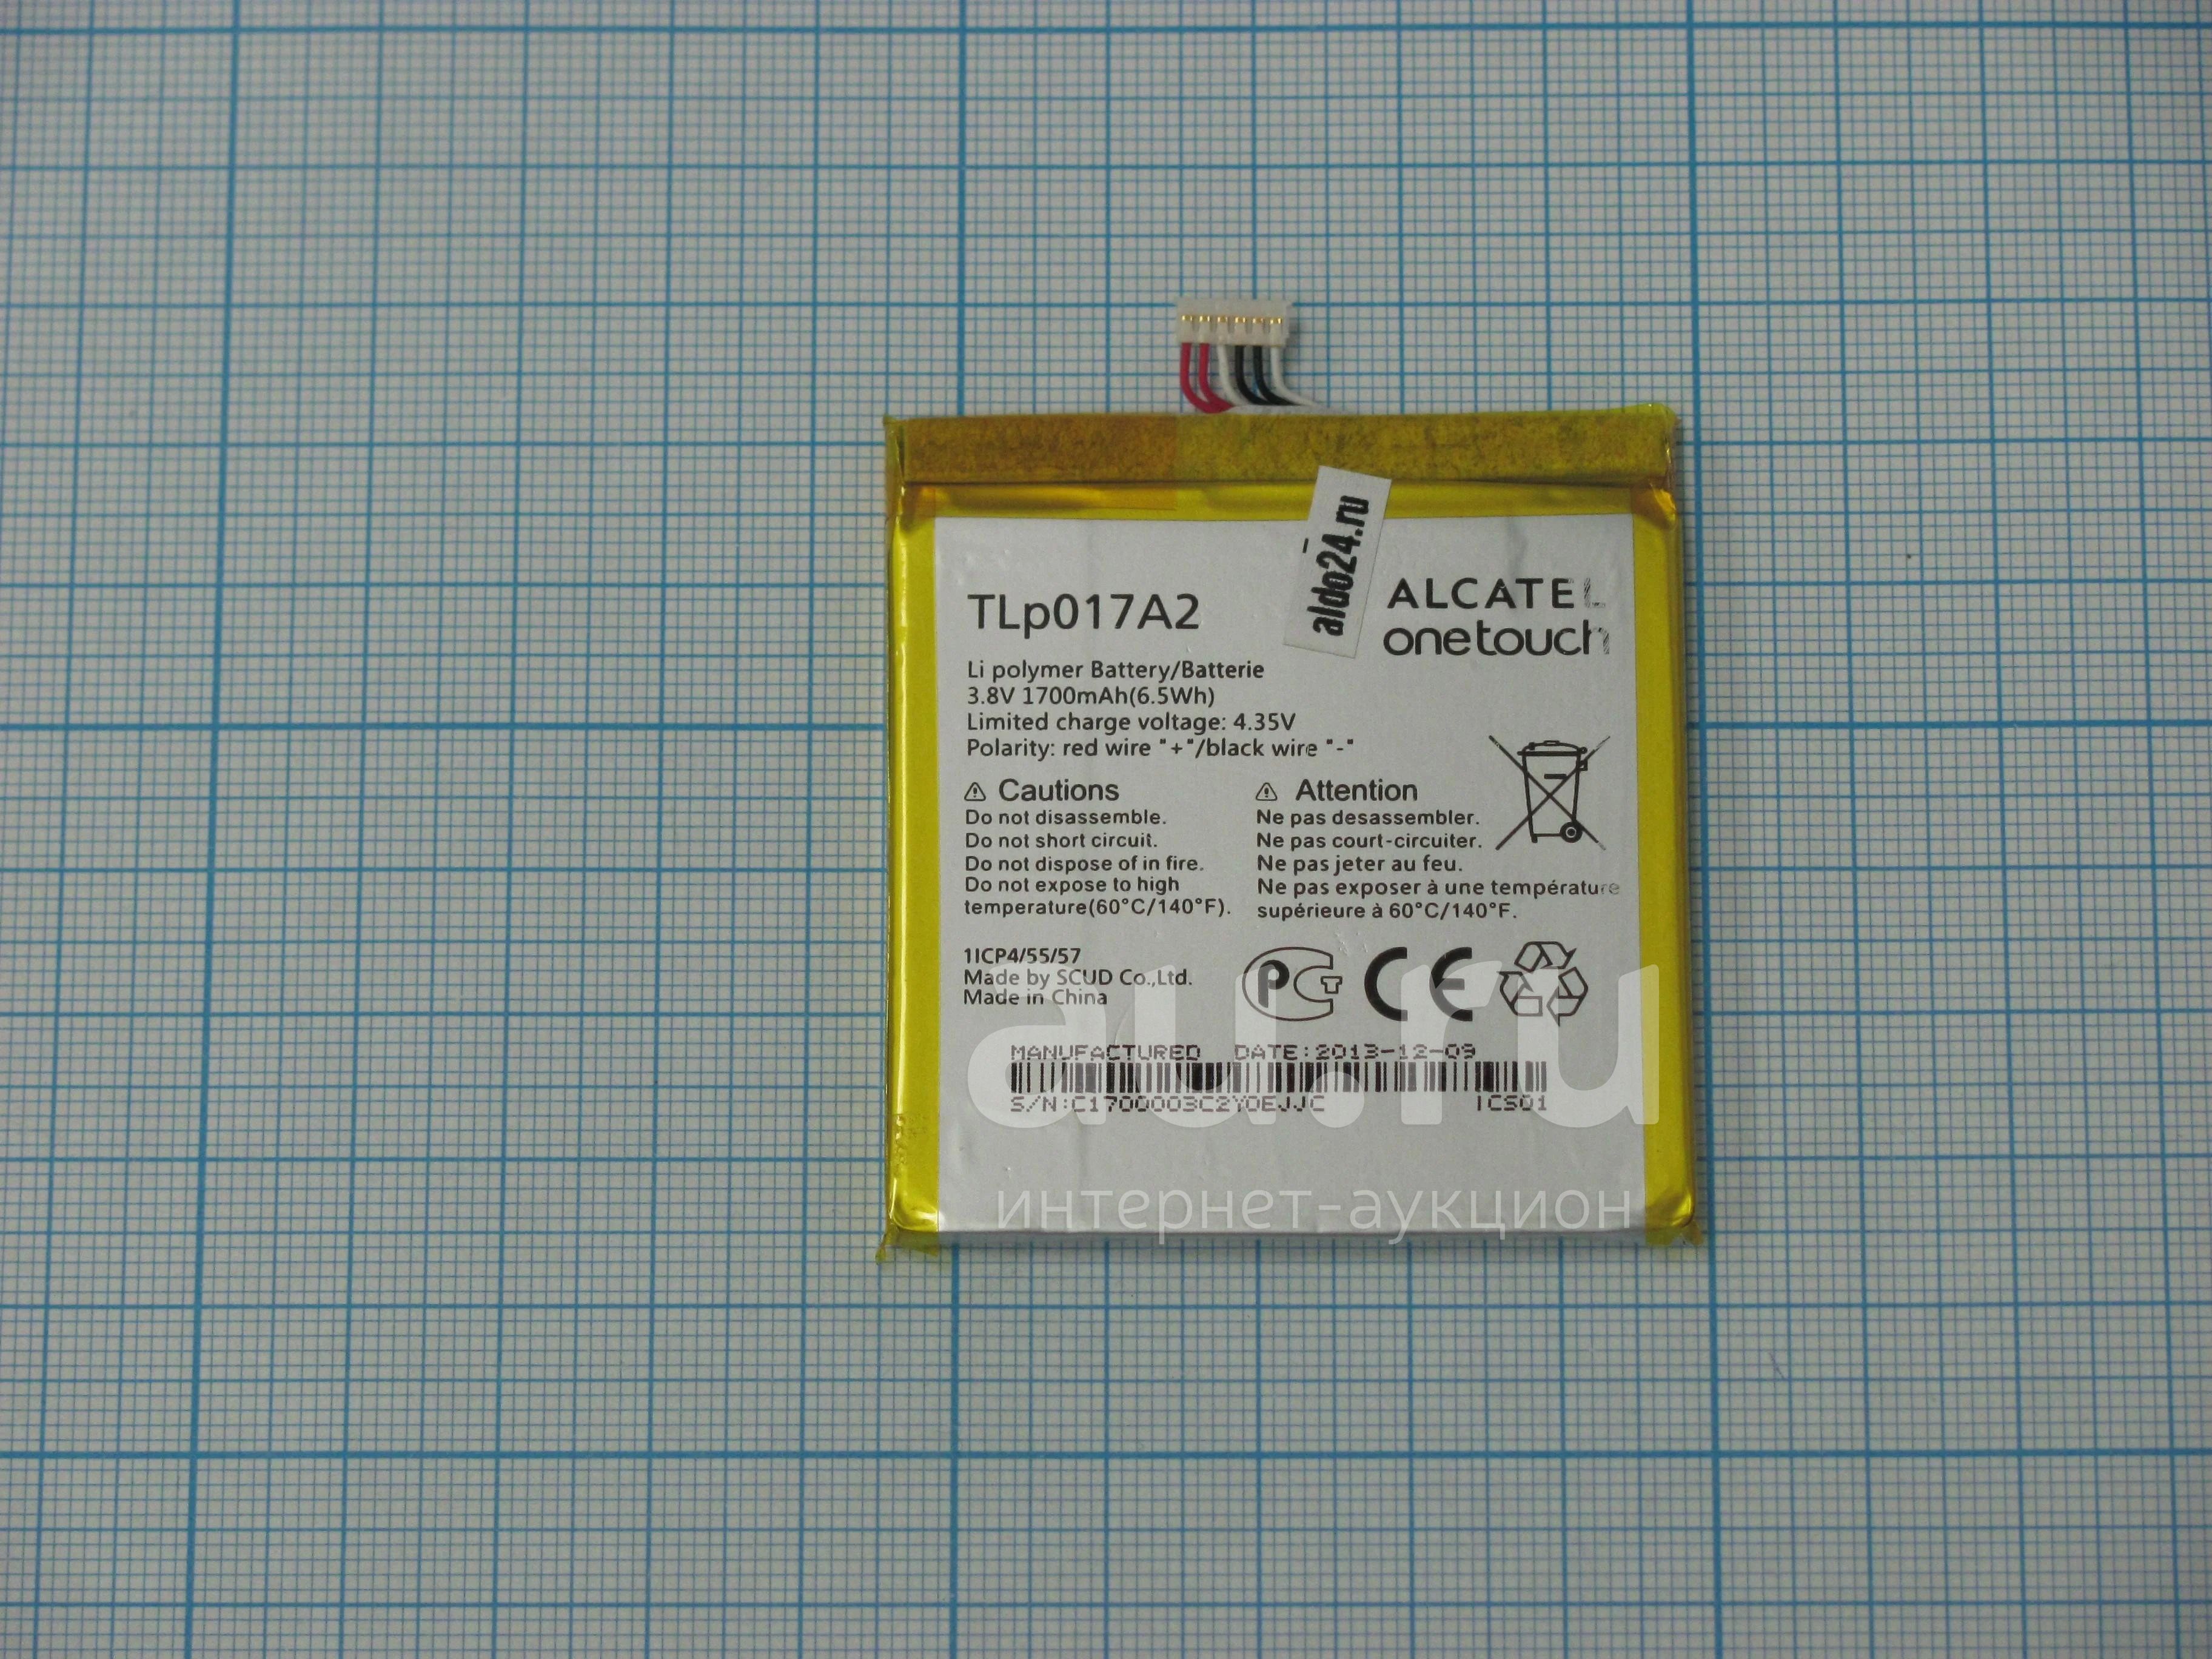 aldo24.ru
TLp017A2
ALCATEL
onetouch
Li polymer Battery/Batterie
3.8V 1700mAh(6.5Wh)
Limited charge voltage: 4.35V
Polarity: red wire "+"/black wire "-"
Cautions
Do not disassemble.
Do not short circuit.
Do not dispose of in fire.
Do not expose to high
temperature(60°C/140°F).
Attention
Ne pas desassembler.
Ne pas court-circuiter.
Ne pas jeter au feu.
Ne pas exposer à une température
supérieure à 60°C/140°F.
1ICP4/55/57
Made by SCUD Co.,Ltd.
Made in China
РСТ CE
au.ru
MANUFACTURED DATE:2013-12-09
S/N:C1700003C2Y0EJJC ICS01
интернет-аукцион